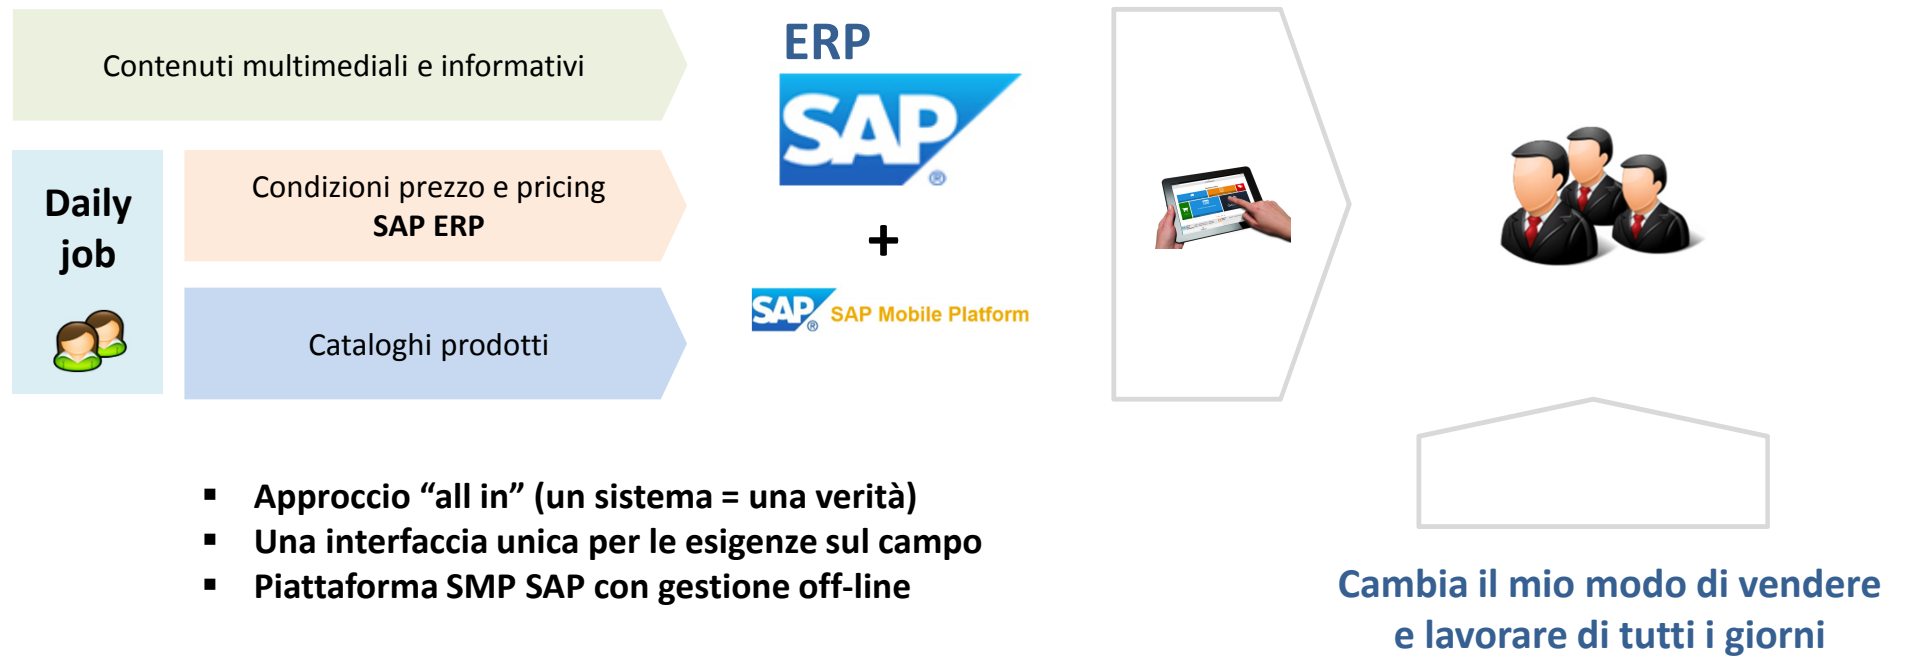 Contenuti multimediali e informativi
Daily
job
Condizioni prezzo e pricing
SAP ERP
Cataloghi prodotti
ERP
SAP
®
+
SAP
® SAP Mobile Platform
▪ Approccio “all in” (un sistema = una verità)
▪ Una interfaccia unica per le esigenze sul campo
▪ Piattaforma SMP SAP con gestione off-line
Cambia il mio modo di vendere
e lavorare di tutti i giorni